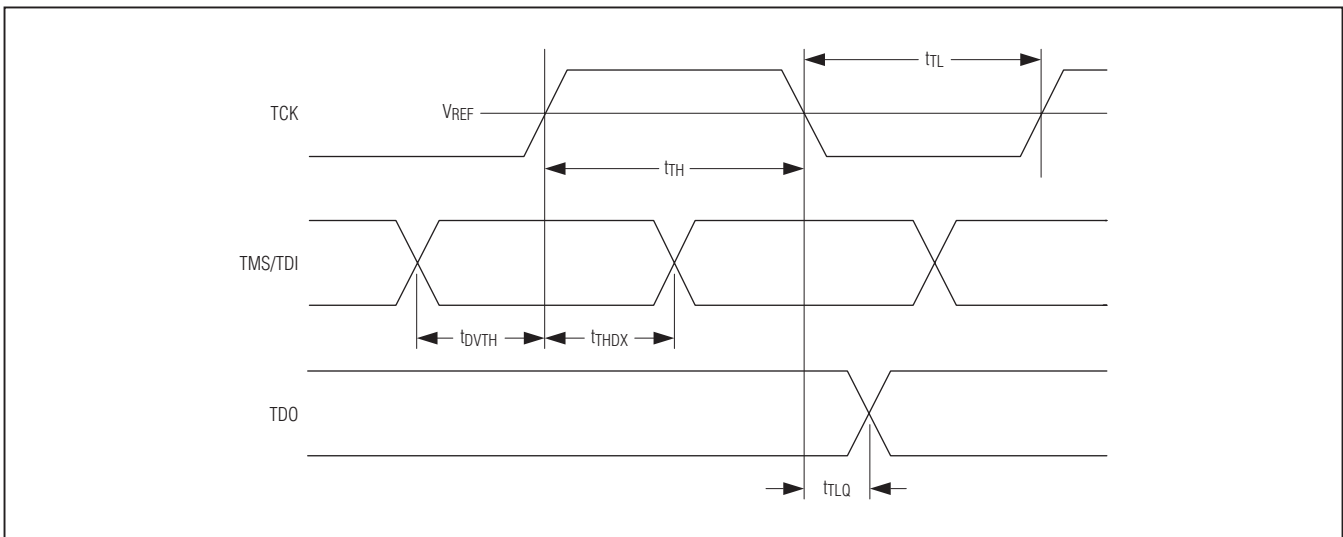 tTL
TCK
VREF
tTH
TMS/TDI
tDVTH
tTHDX
TDO
tTLQ